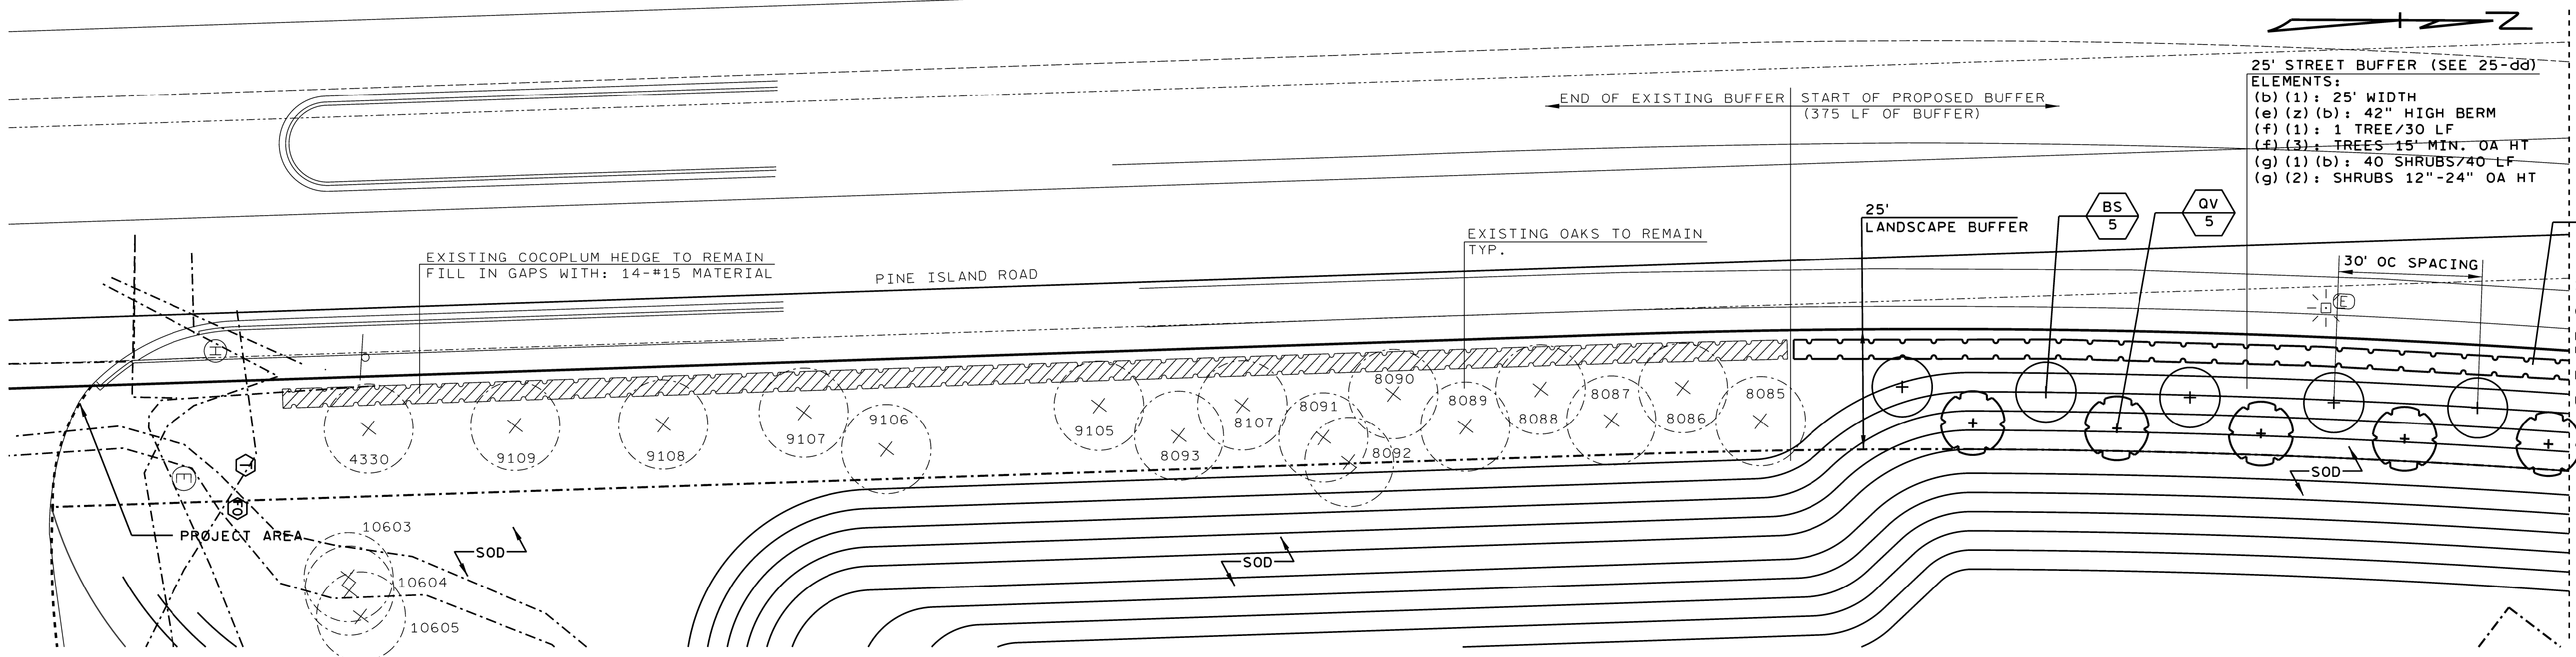 N
25' STREET BUFFER (SEE 25-dd)
ELEMENTS:
(b)(1): 25' WIDTH
(e)(z)(b): 42" HIGH BERM
(f)(1): 1 TREE/30 LF
(f)(3): TREES 15' MIN. OA HT
(g)(1)(b): 40 SHRUBS/40 LF
(g)(2): SHRUBS 12"-24" OA HT
END OF EXISTING BUFFER
START OF PROPOSED BUFFER
(375 LF OF BUFFER)
25'
LANDSCAPE BUFFER
BS
5
QV
5
EXISTING OAKS TO REMAIN
TYP.
EXISTING COCOPLUM HEDGE TO REMAIN
FILL IN GAPS WITH: 14-#15 MATERIAL
PINE ISLAND ROAD
30' OC SPACING
E
H
4330
9109
9108
9107
9106
9105
8093
8107
8091
8092
8090
8089
8088
8087
8086
8085
E
PROJECT AREA
10603
10604
10605
SOD
SOD
SOD